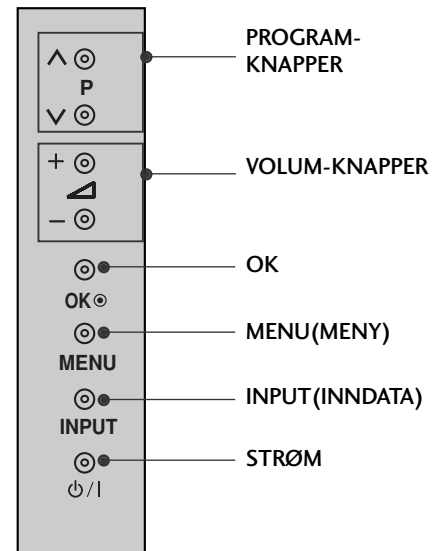 PROGRAM-
KNAPPER
P
+
VOLUM-KNAPPER
−
OK
OK
MENU(MENY)
MENU
INPUT(INNDATA)
INPUT
STRØM
⏻/I